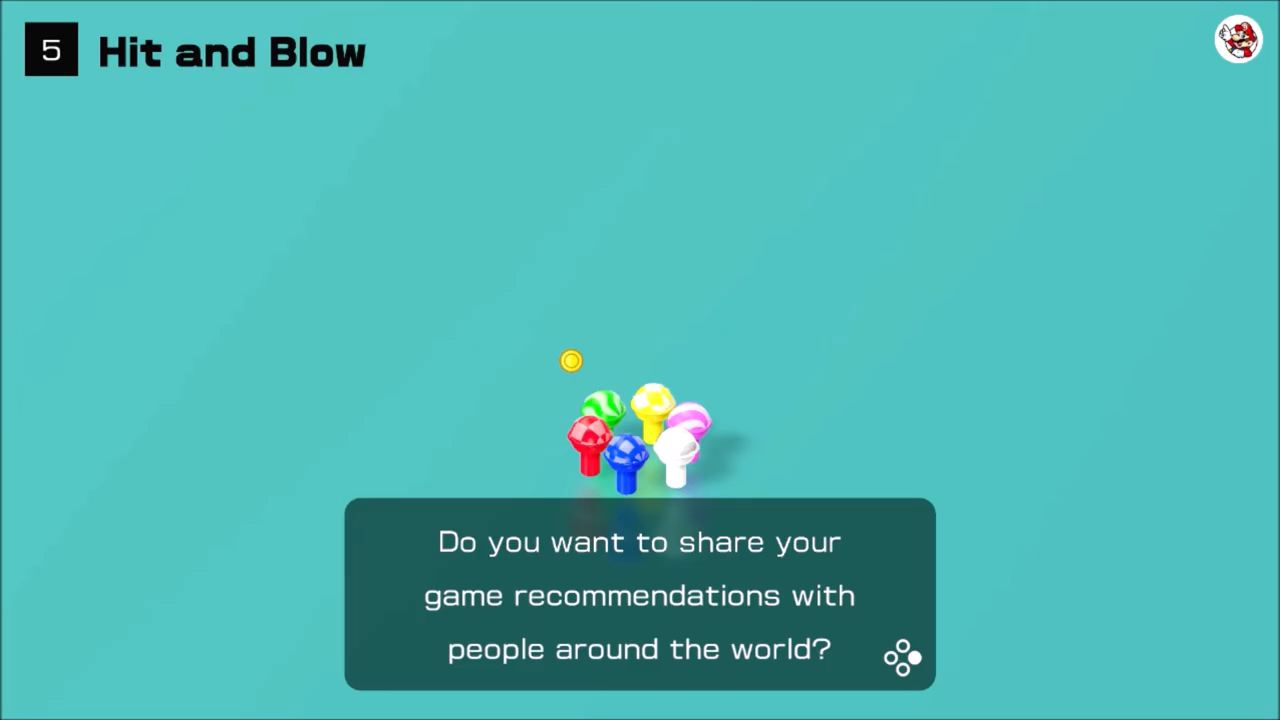 5 Hit and Blow
Do you want to share your
game recommendations with
people around the world?